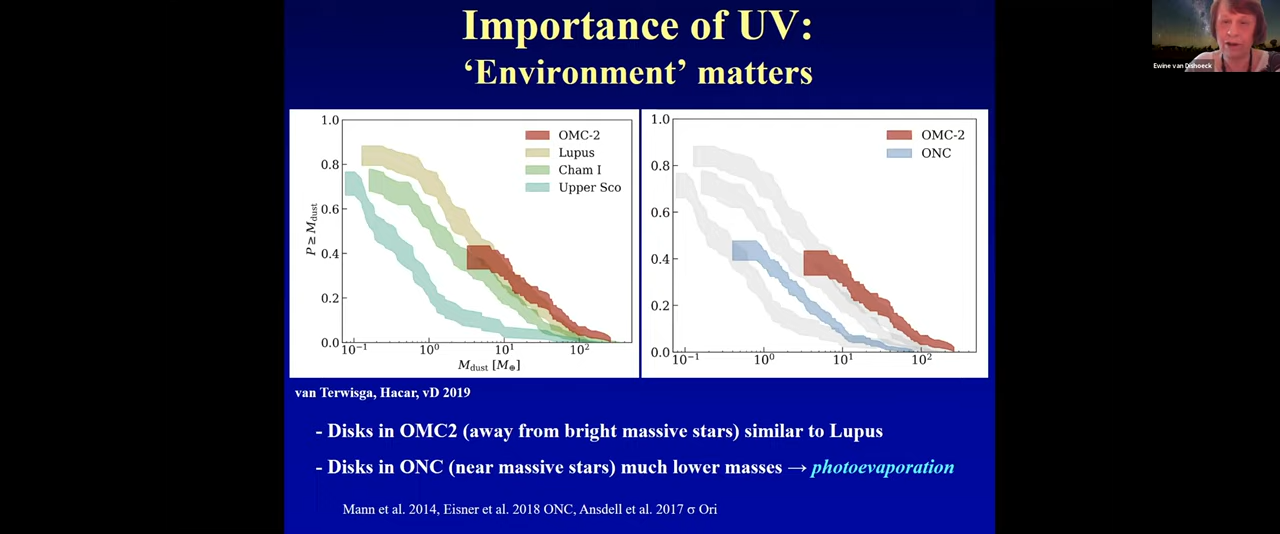 Importance of UV:
‘Environment’ matters
Ewine van Dishoeck
1.0
0.8
0.6
0.4
0.2
0.0
P ≥ M_dust
OMC-2
Lupus
Cham I
Upper Sco
10⁻¹ 10⁰ 10¹ 10²
M_dust [M_⊕]
1.0
0.8
0.6
0.4
0.2
0.0
OMC-2
ONC
10⁻¹ 10⁰ 10¹ 10²
van Terwisga, Hacar, vD 2019
- Disks in OMC2 (away from bright massive stars) similar to Lupus
- Disks in ONC (near massive stars) much lower masses → photoevaporation
Mann et al. 2014, Eisner et al. 2018 ONC, Ansdell et al. 2017 σ Ori